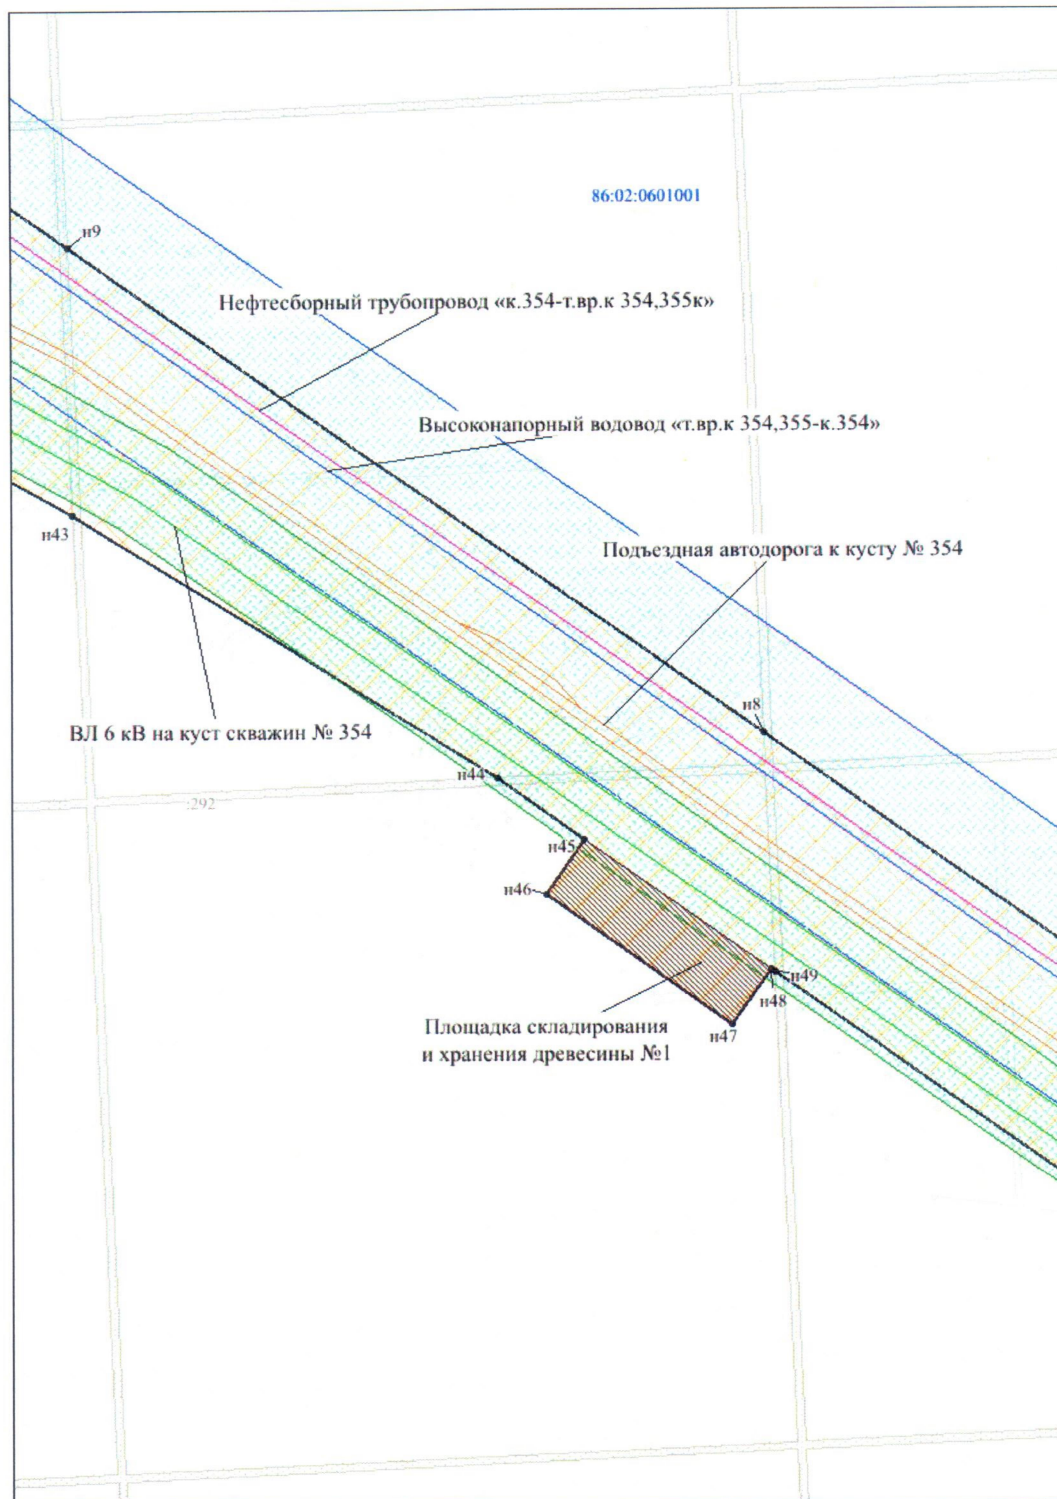 86:02:0601001
н9
Нефтесборный трубопровод «к.354-т.вр.к 354,355к»
Высоконапорный водовод «т.вр.к 354,355-к.354»
н43
Подъездная автодорога к кусту № 354
н8
ВЛ 6 кВ на куст скважин № 354
н44
:292
н45
н46
н49
н48
Площадка складирования
и хранения древесины №1
н47